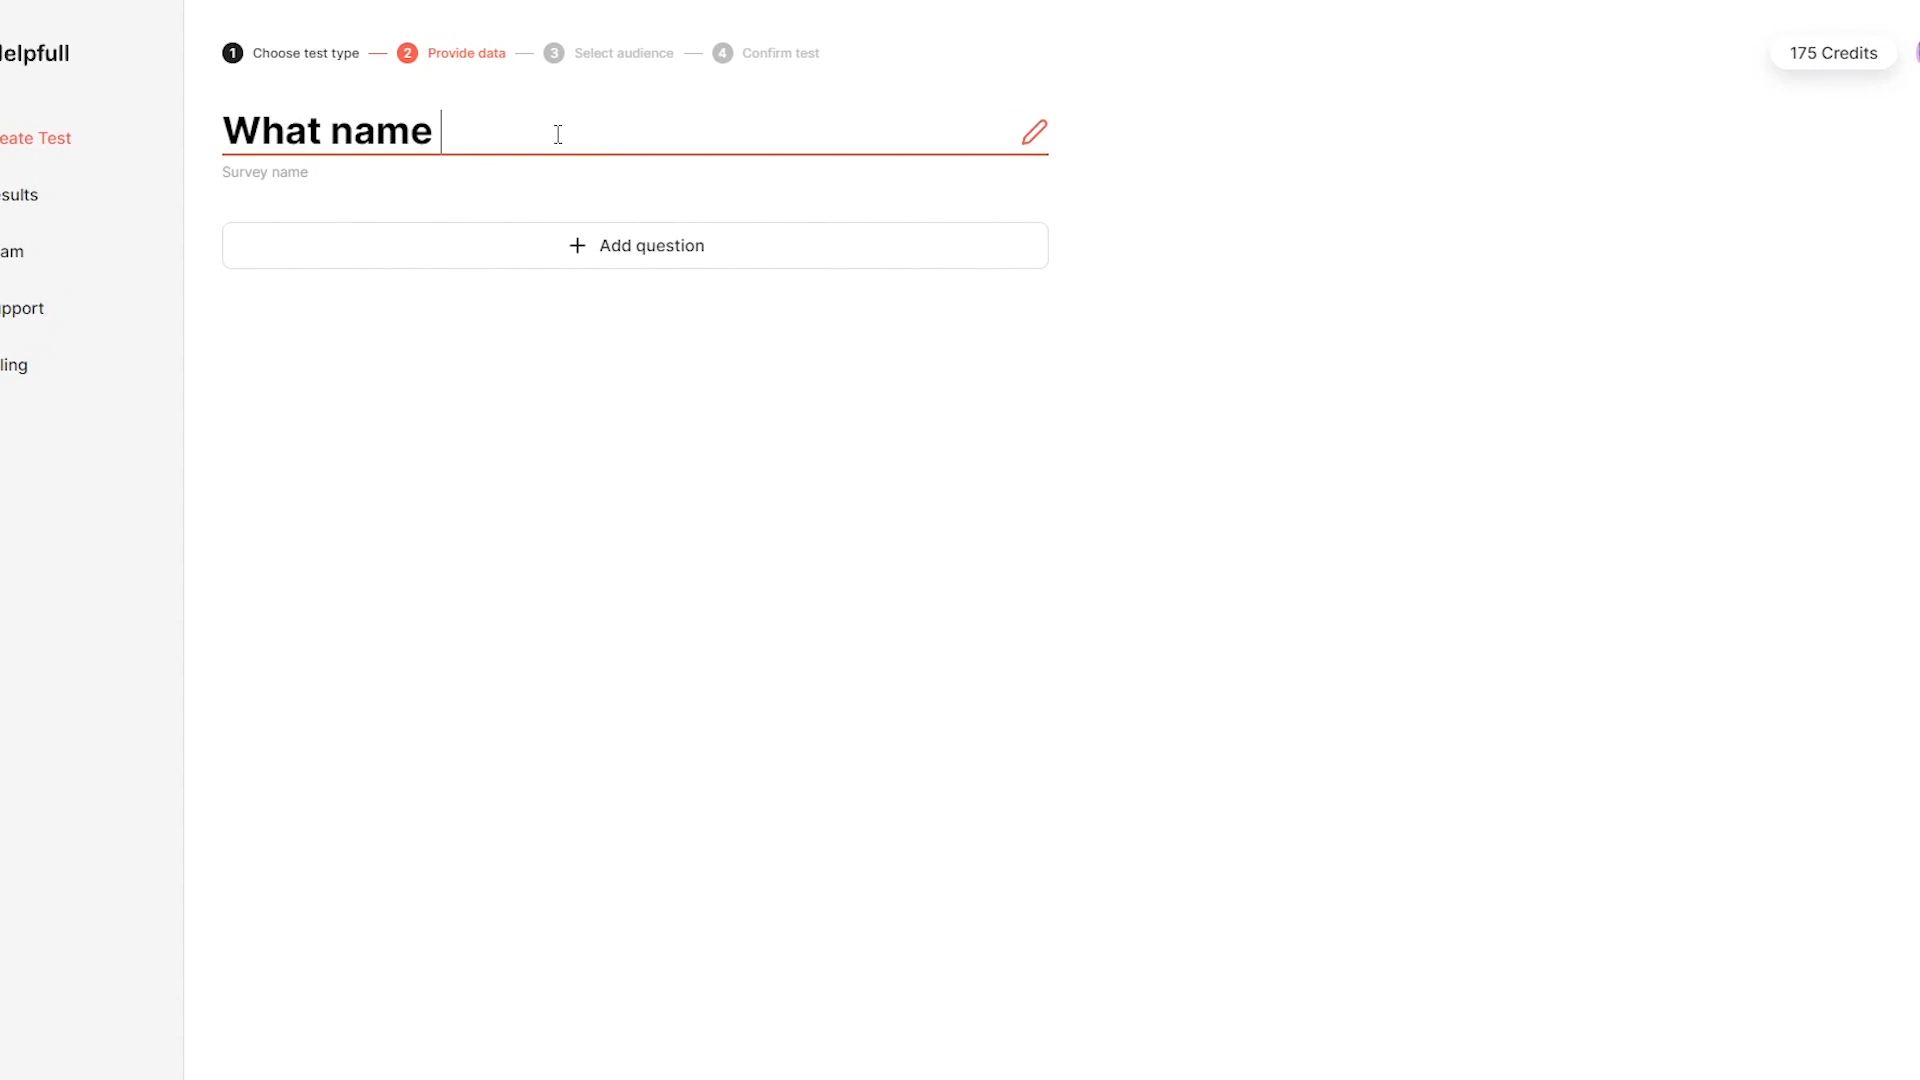 elpfull
1 Choose test type 2 Provide data 3 Select audience 4 Confirm test
175 Credits
What name
Survey name
eate Test
sults
am
pport
ling
+ Add question